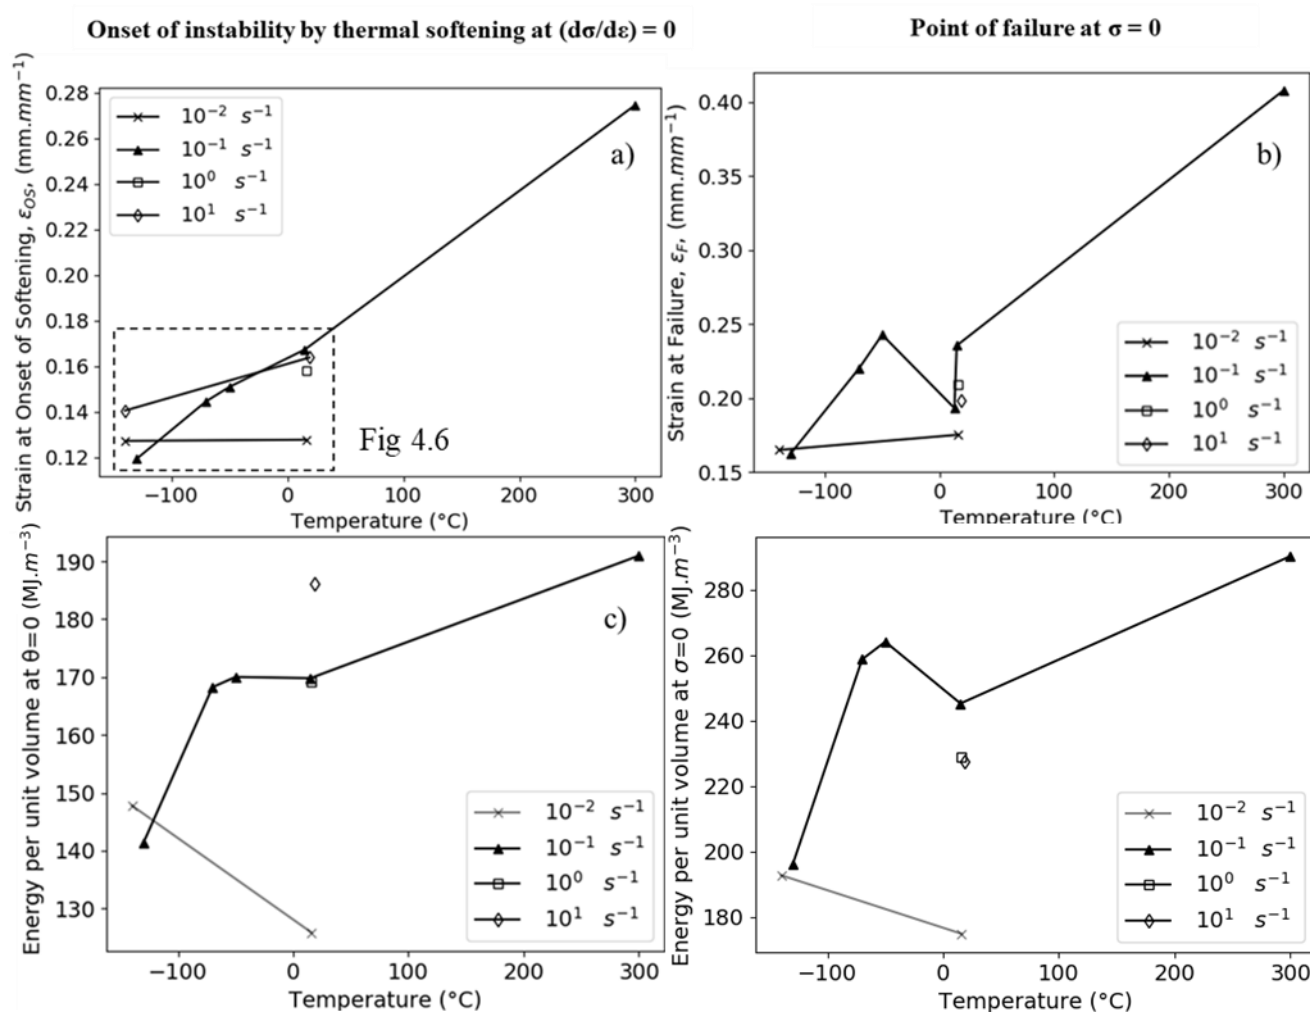 Onset of instability by thermal softening at (dσ/dε) = 0
Point of failure at σ = 0
Strain at Onset of Softening, ε_OS, (mm.mm⁻¹)
0.28
0.26
0.24
0.22
0.20
0.18
0.16
0.14
0.12
10⁻² s⁻¹
10⁻¹ s⁻¹
10⁰ s⁻¹
10¹ s⁻¹
a)
Fig 4.6
−100
0
100
200
300
Temperature (°C)
Strain at Failure, ε_F, (mm.mm⁻¹)
0.40
0.35
0.30
0.25
0.20
0.15
b)
10⁻² s⁻¹
10⁻¹ s⁻¹
10⁰ s⁻¹
10¹ s⁻¹
−100
0
100
200
300
Temperature (°C)
Energy per unit volume at θ=0 (MJ.m⁻³)
190
180
170
160
150
140
130
c)
10⁻² s⁻¹
10⁻¹ s⁻¹
10⁰ s⁻¹
10¹ s⁻¹
−100
0
100
200
300
Temperature (°C)
Energy per unit volume at σ=0 (MJ.m⁻³)
280
260
240
220
200
180
10⁻² s⁻¹
10⁻¹ s⁻¹
10⁰ s⁻¹
10¹ s⁻¹
−100
0
100
200
300
Temperature (°C)